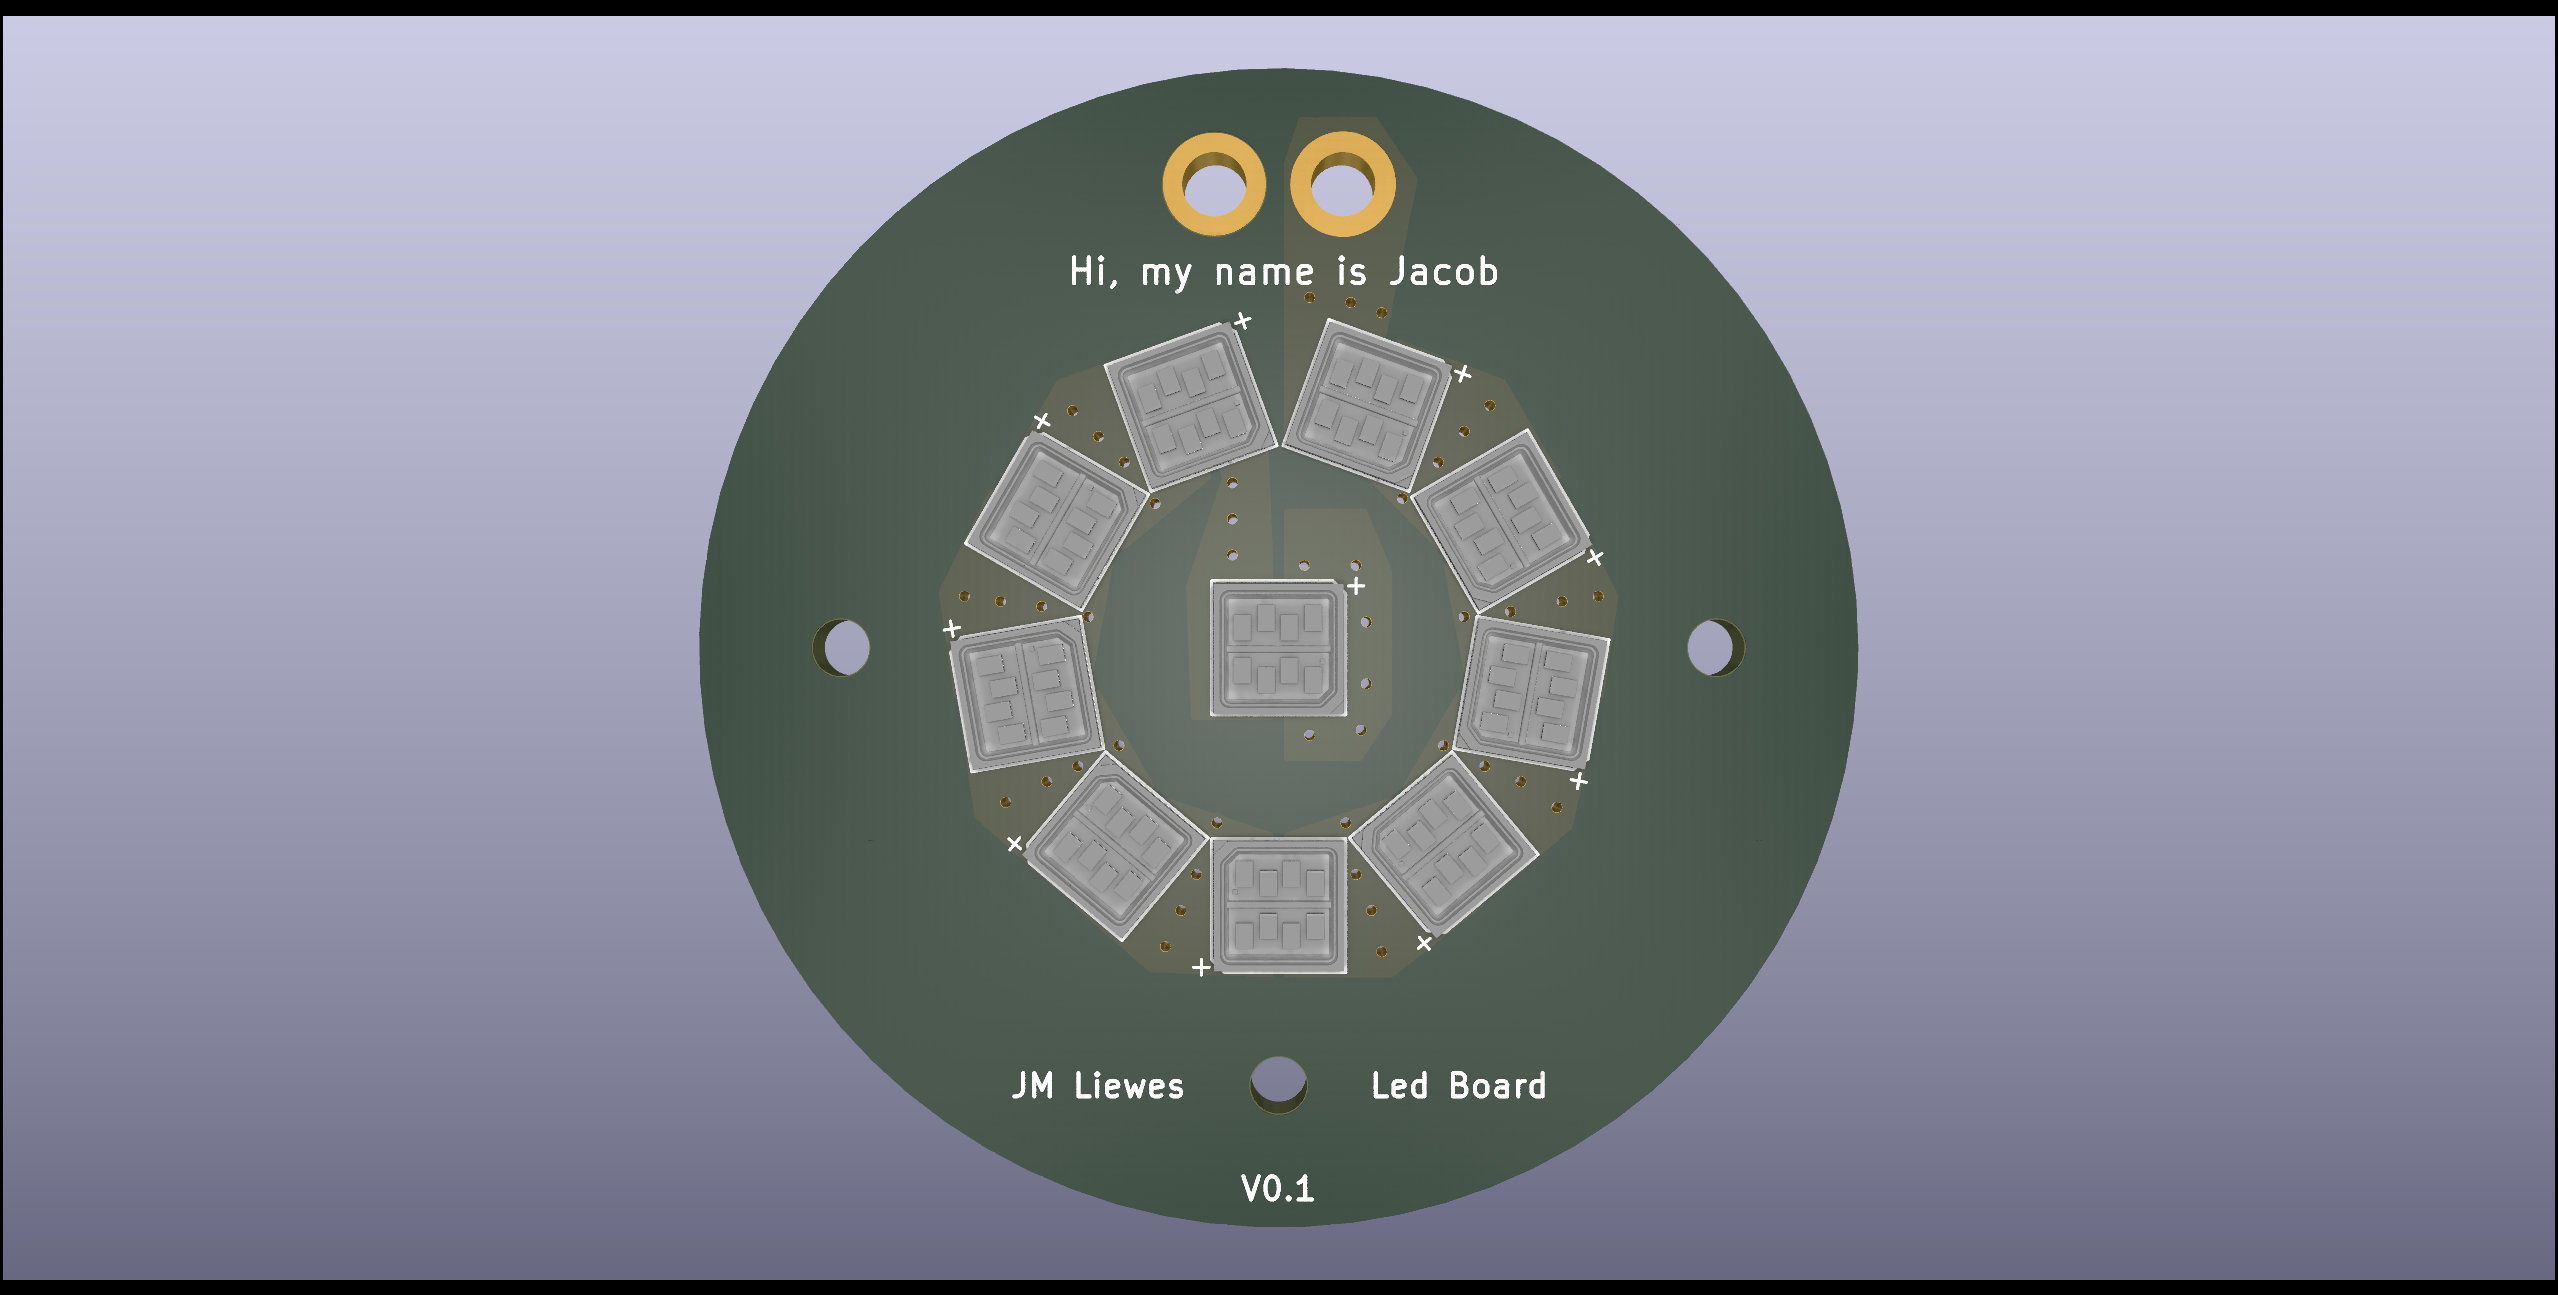 Hi, my name is Jacob
+
+
+
+
+
+
+
+
+
+
JM Liewes
Led Board
V0.1